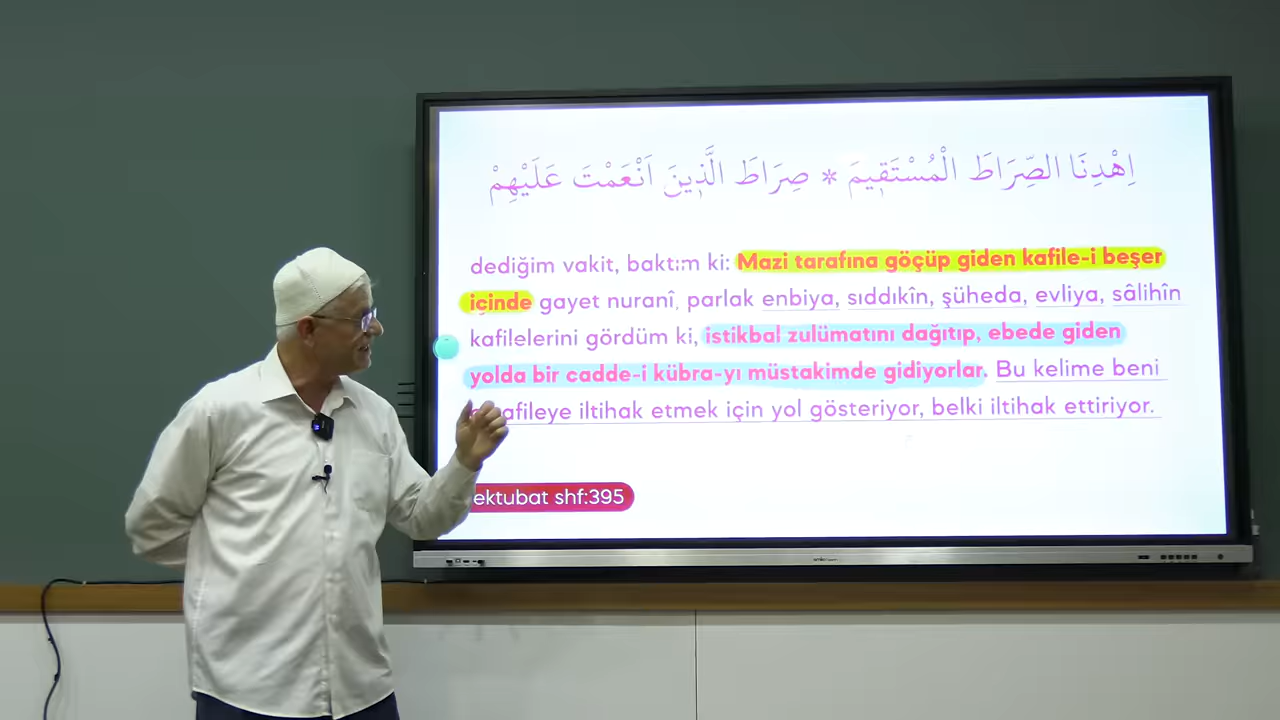 اِهْدِنَا الصِّرَاطَ الْمُسْتَقِيمَ * صِرَاطَ الَّذِينَ اَنْعَمْتَ عَلَيْهِمْ
dediğim vakit, baktım ki: Mazi tarafına göçüp giden kafile-i beşer
içinde gayet nuranî, parlak enbiya, sıddıkîn, şüheda, evliya, sâlihîn
kafilelerini gördüm ki, istikbal zulümatını dağıtıp, ebede giden
yolda bir cadde-i kübra-yı müstakimde gidiyorlar. Bu kelime beni
afileye iltihak etmek için yol gösteriyor, belki iltihak ettiriyor.
ektubat shf:395